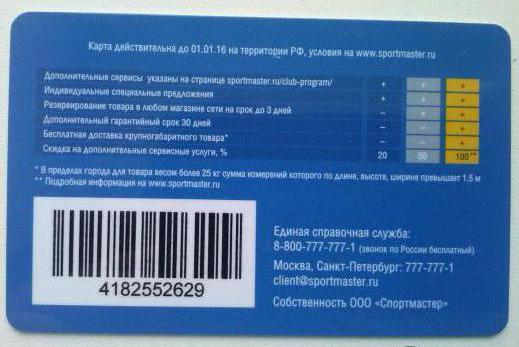 Карта действительна до 01.01.16 на территории РФ, условия на www.sportmaster.ru
Дополнительные сервисы указаны на странице sportmaster.ru/club-program/ + + +
Индивидуальные специальные предложения + + +
Резервирование товара в любом магазине сети на срок до 3 дней – + +
Дополнительный гарантийный срок 30 дней – – +
Бесплатная доставка крупногабаритного товара* – – +
Скидка на дополнительные сервисные услуги, % 20 50 100**
* В пределах города для товара весом более 25 кг сумма измерений которого по длине, высоте, ширине превышает 1,5 м
** Подробная информация на www.sportmaster.ru
4182552629
Единая справочная служба:
8-800-777-777-1 (звонок по России бесплатный)
Москва, Санкт-Петербург: 777-777-1
client@sportmaster.ru
Собственность ООО «Спортмастер»